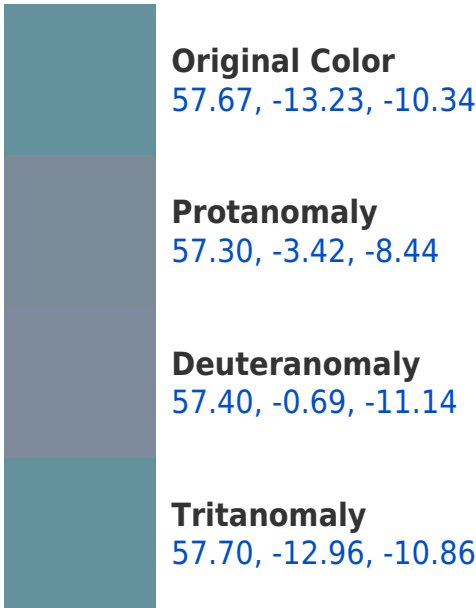 Original Color
57.67, -13.23, -10.34
Protanomaly
57.30, -3.42, -8.44
Deuteranomaly
57.40, -0.69, -11.14
Tritanomaly
57.70, -12.96, -10.86